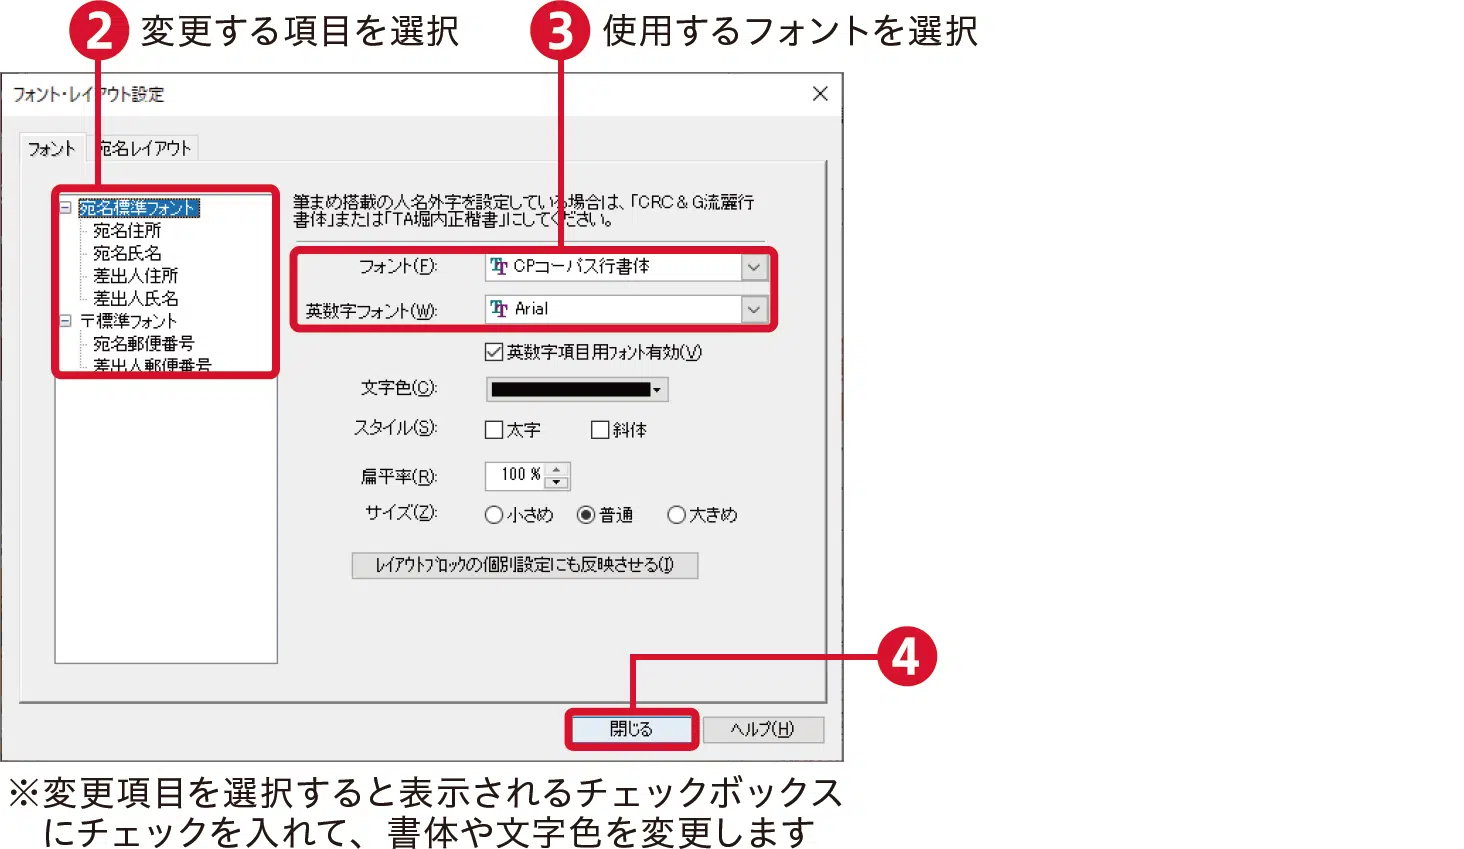 2 変更する項目を選択
3 使用するフォントを選択
フォント・レイアウト設定
フォント
宛名レイアウト
宛名標準フォント
宛名住所
宛名氏名
差出人住所
差出人氏名
〒標準フォント
宛名郵便番号
差出人郵便番号
筆まめ搭載の人名外字を設定している場合は、「CRC&G流麗行
書体」または「TA堀内正楷書」にしてください。
フォント(F): CPコーパス行書体
英数字フォント(W): Arial
英数字項目用フォント有効(V)
文字色(C):
スタイル(S): 太字 斜体
扁平率(R): 100 %
サイズ(Z): 小さめ 普通 大きめ
レイアウトブロックの個別設定にも反映させる(I)
4
閉じる
ヘルプ(H)
※変更項目を選択すると表示されるチェックボックス
にチェックを入れて、書体や文字色を変更します